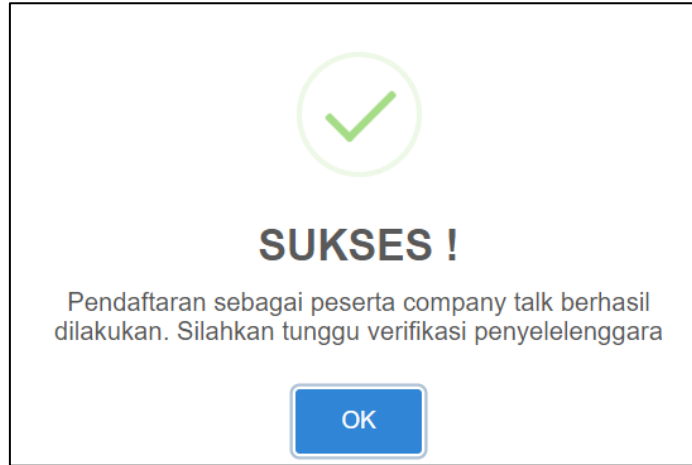 SUKSES !
Pendaftaran sebagai peserta company talk berhasil
dilakukan. Silahkan tunggu verifikasi penyelelenggara
OK